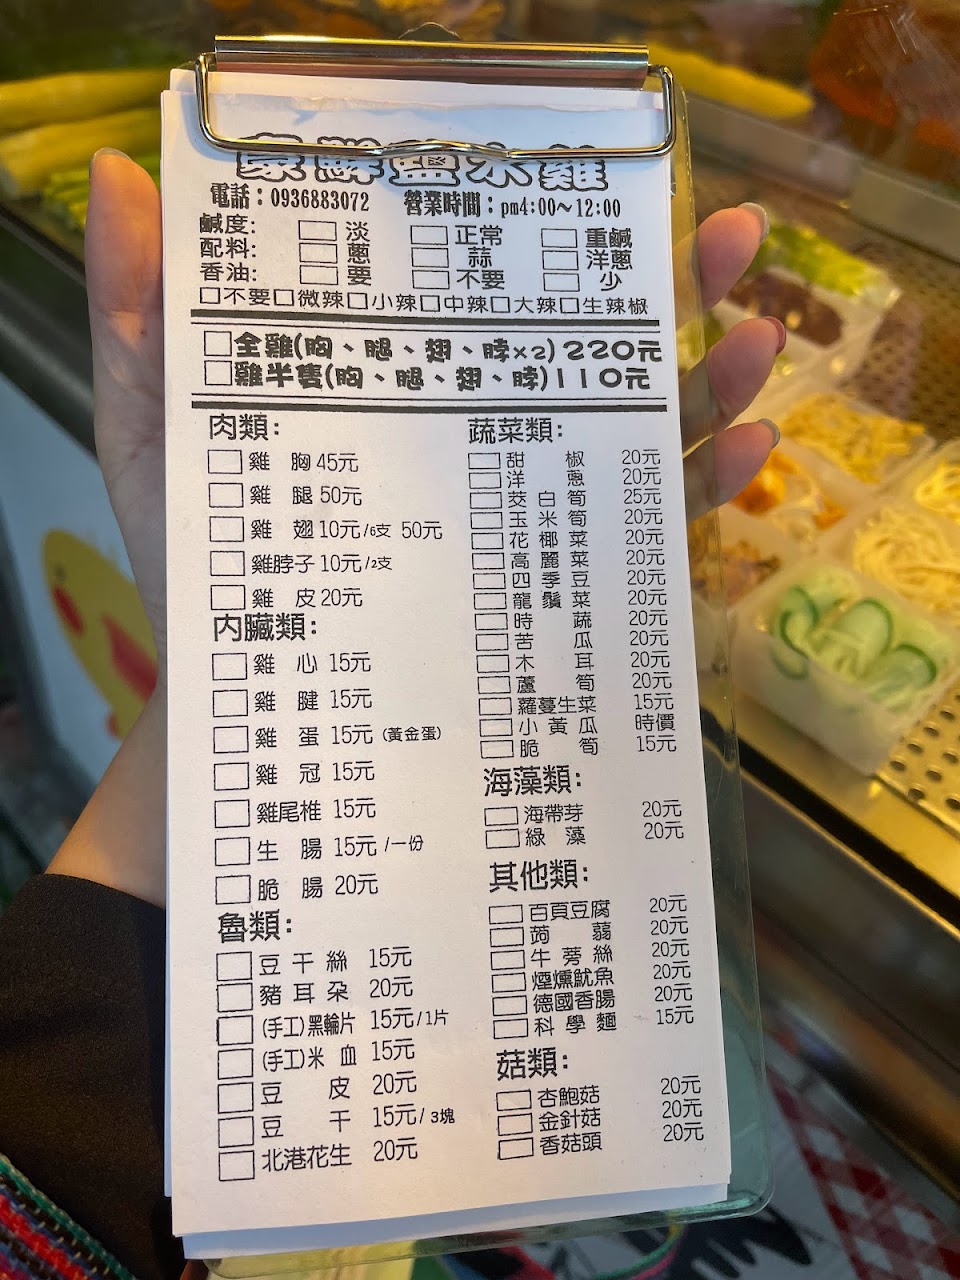 豪鮮鹽水雞
電話：0936883072 營業時間：pm4:00～12:00
鹹度: □ 淡 □ 正常 □ 重鹹
配料: □ 蔥 □ 蒜 □ 洋蔥
香油: □ 要 □ 不要 □ 少
□不要□微辣□小辣□中辣□大辣□生辣椒
□全雞(胸、腿、翅、脖×2) 220元
□雞半隻(胸、腿、翅、脖)110元
肉類:
□雞 胸 45元
□雞 腿 50元
□雞 翅 10元/6支 50元
□雞脖子 10元/2支
□雞 皮 20元
內臟類:
□雞 心 15元
□雞 腱 15元
□雞 蛋 15元 (黃金蛋)
□雞 冠 15元
□雞尾椎 15元
□生 腸 15元 /一份
□脆 腸 20元
魯類:
□豆干絲 15元
□豬耳朵 20元
□(手工)黑輪片 15元/1片
□(手工)米 血 15元
□豆 皮 20元
□豆 干 15元/3塊
□北港花生 20元
蔬菜類:
□甜 椒 20元
□洋 蔥 20元
□茭白筍 25元
□玉米筍 20元
□花椰菜 20元
□高麗菜 20元
□四季豆 20元
□龍鬚菜 20元
□時 蔬 20元
□苦 瓜 20元
□木 耳 20元
□蘆 筍 20元
□蘿蔓生菜 15元
□小黃瓜 時價
□脆 筍 15元
海藻類:
□海帶芽 20元
□綠 藻 20元
其他類:
□百頁豆腐 20元
□蒟 蒻 20元
□牛蒡絲 20元
□煙燻魷魚 20元
□德國香腸 20元
□科學麵 15元
菇類:
□杏鮑菇 20元
□金針菇 20元
□香菇頭 20元